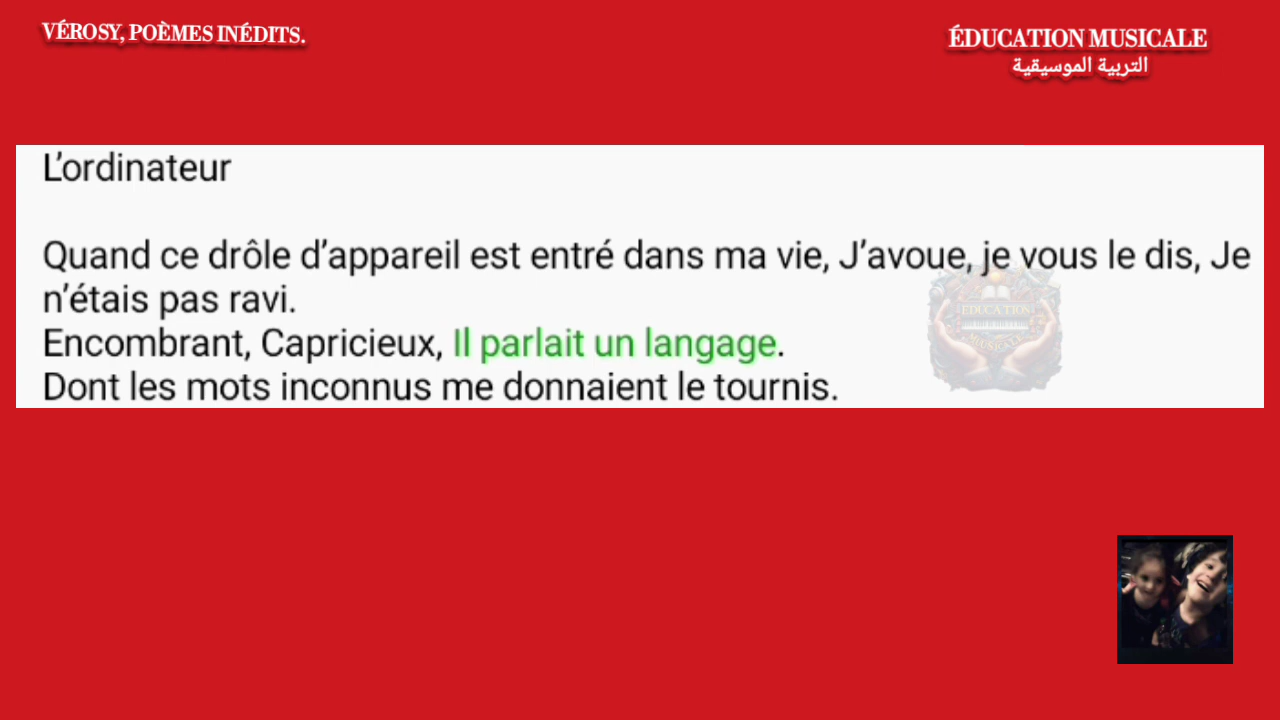 VÉROSY, POÈMES INÉDITS.
ÉDUCATION MUSICALE
التربية الموسيقية
L’ordinateur
Quand ce drôle d’appareil est entré dans ma vie, J’avoue, je vous le dis, Je
n’étais pas ravi.
Encombrant, Capricieux, Il parlait un langage.
Dont les mots inconnus me donnaient le tournis.
EDUCATION
MUSICALE